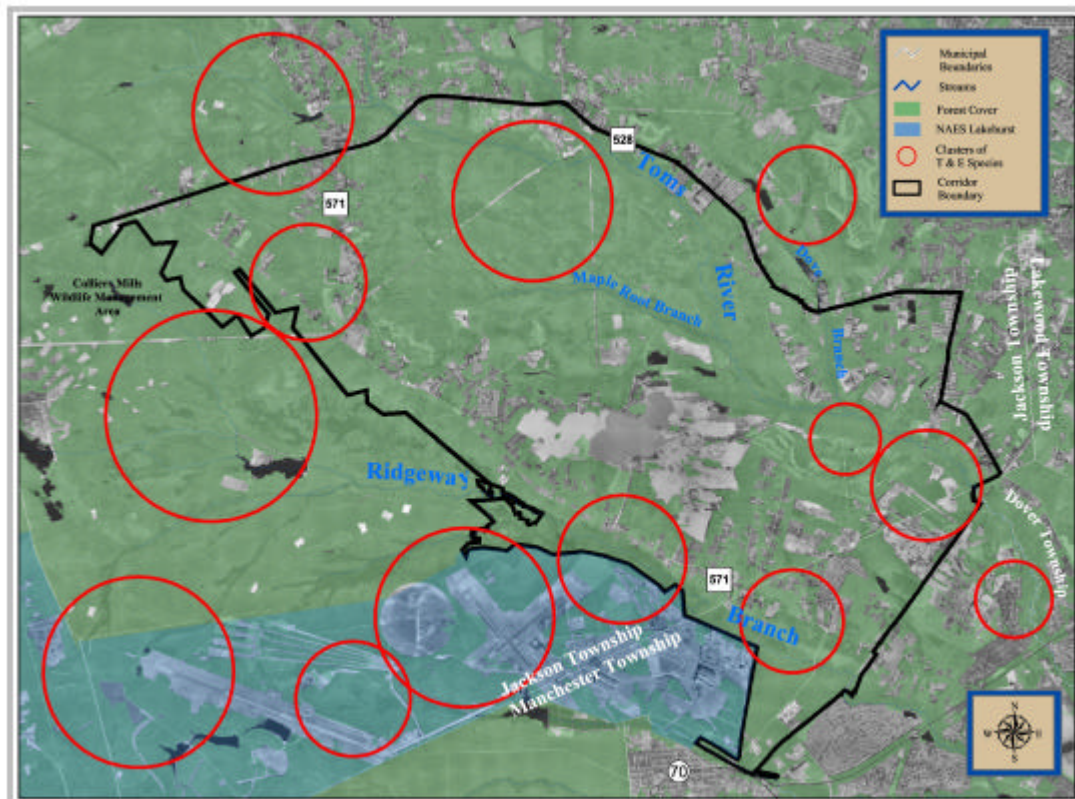 Municipal
Boundaries
Streams
Forest Cover
NAES Lakehurst
Clusters of
T & E Species
Corridor
Boundary
528
Toms
571
River
Dove
Branch
Maple Root Branch
Colliers Mills
Wildlife Management
Area
Lakewood Township
Jackson Township
Ridgeway
Dover Township
571
Branch
Jackson Township
Manchester Township
70
N
W E
S